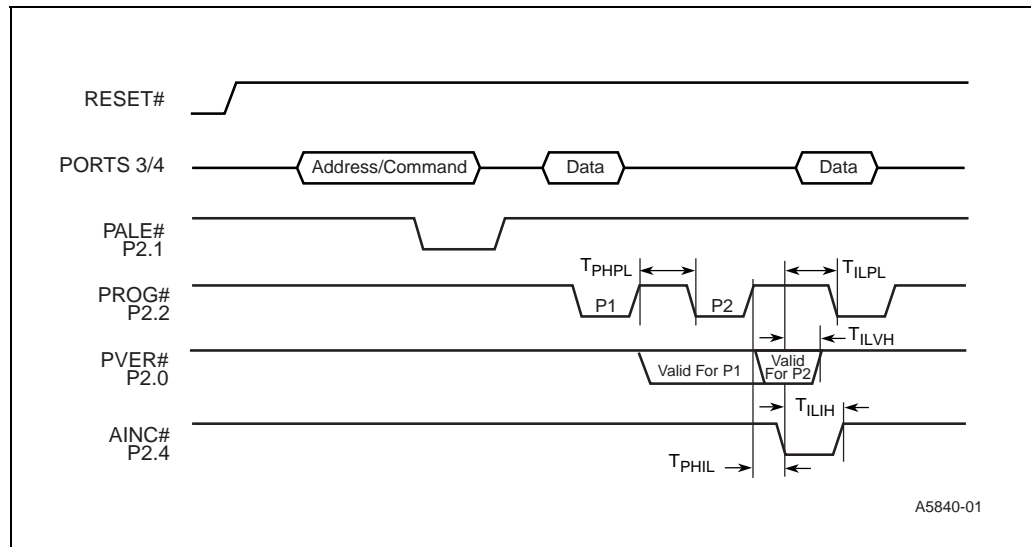 RESET#
PORTS 3/4
Address/Command
Data
Data
PALE#
P2.1
TPHPL
TILPL
PROG#
P2.2
P1
P2
TILVH
PVER#
P2.0
Valid For P1
Valid
For P2
TILIH
AINC#
P2.4
TPHIL
A5840-01